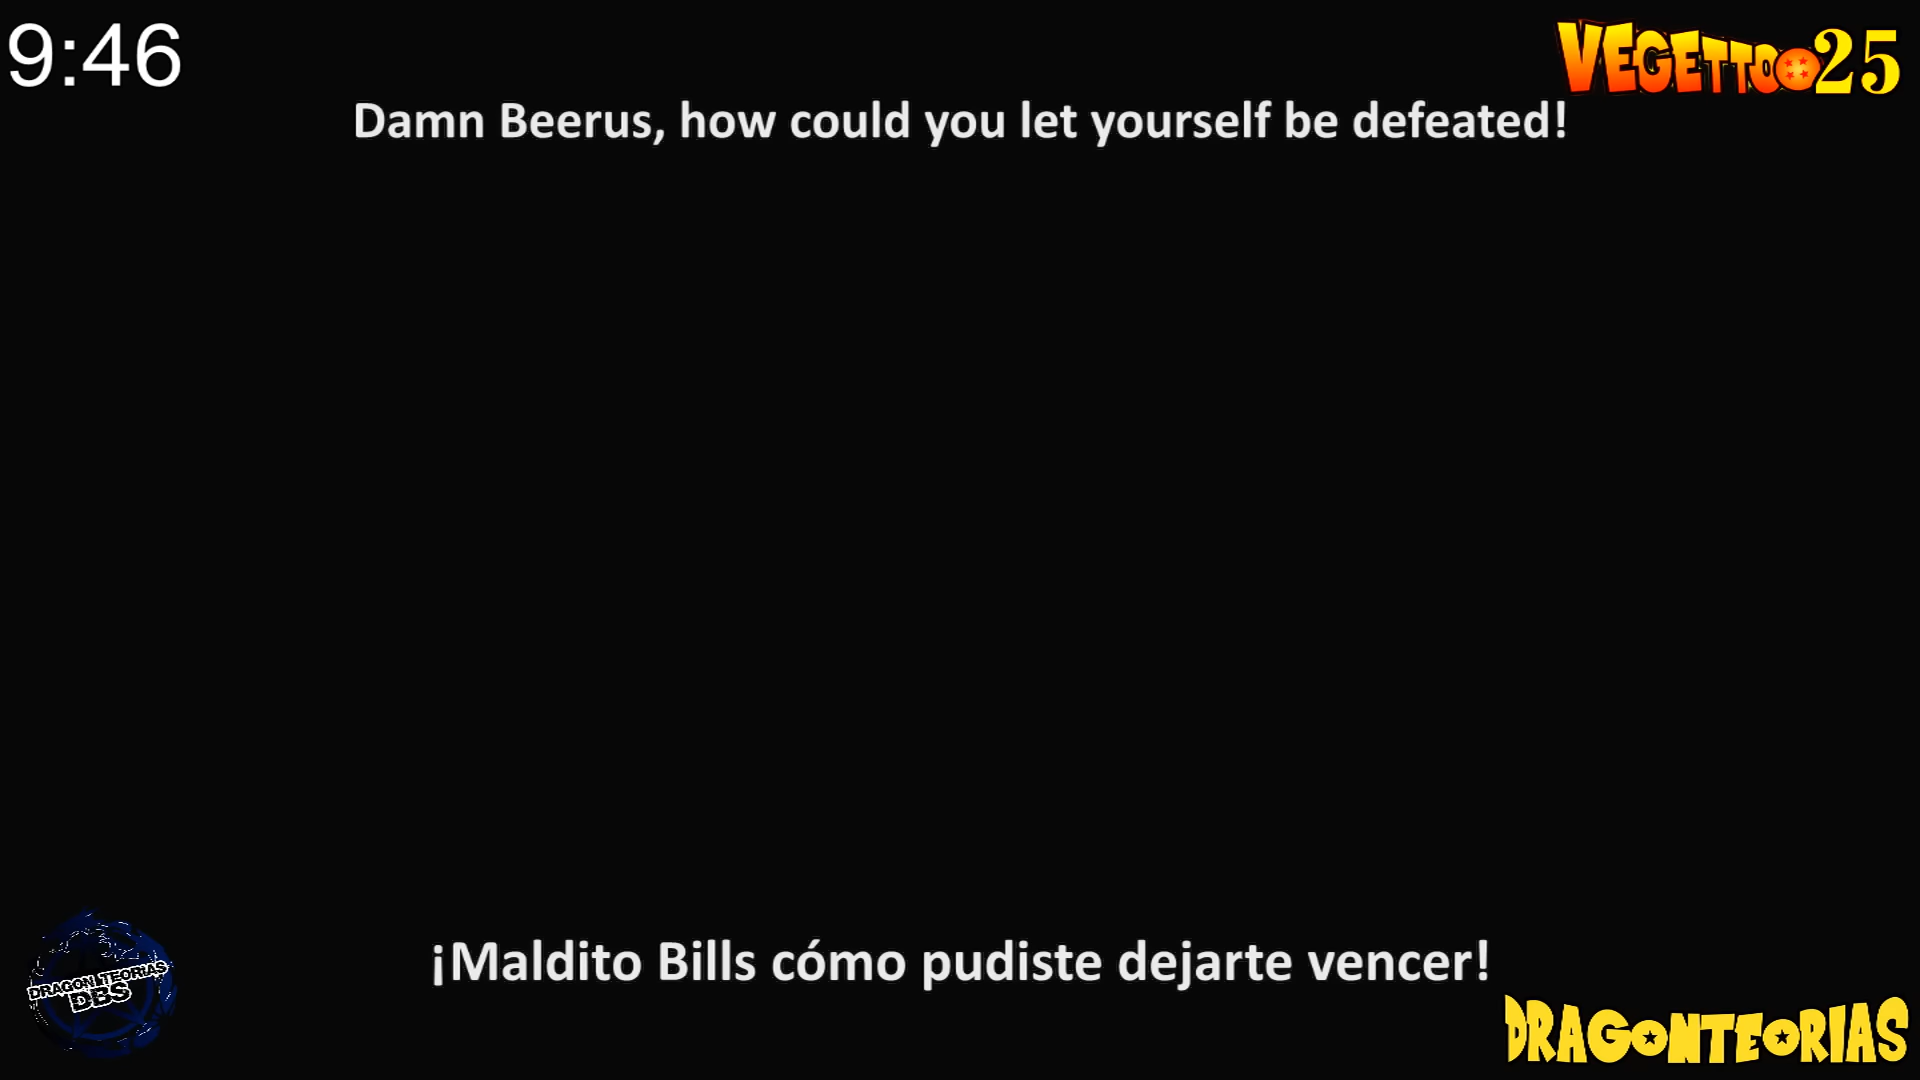 9:46
VEGETTO25
Damn Beerus, how could you let yourself be defeated!
DRAGON TEORIAS
DBS
¡Maldito Bills cómo pudiste dejarte vencer!
DRAGONTEORIAS